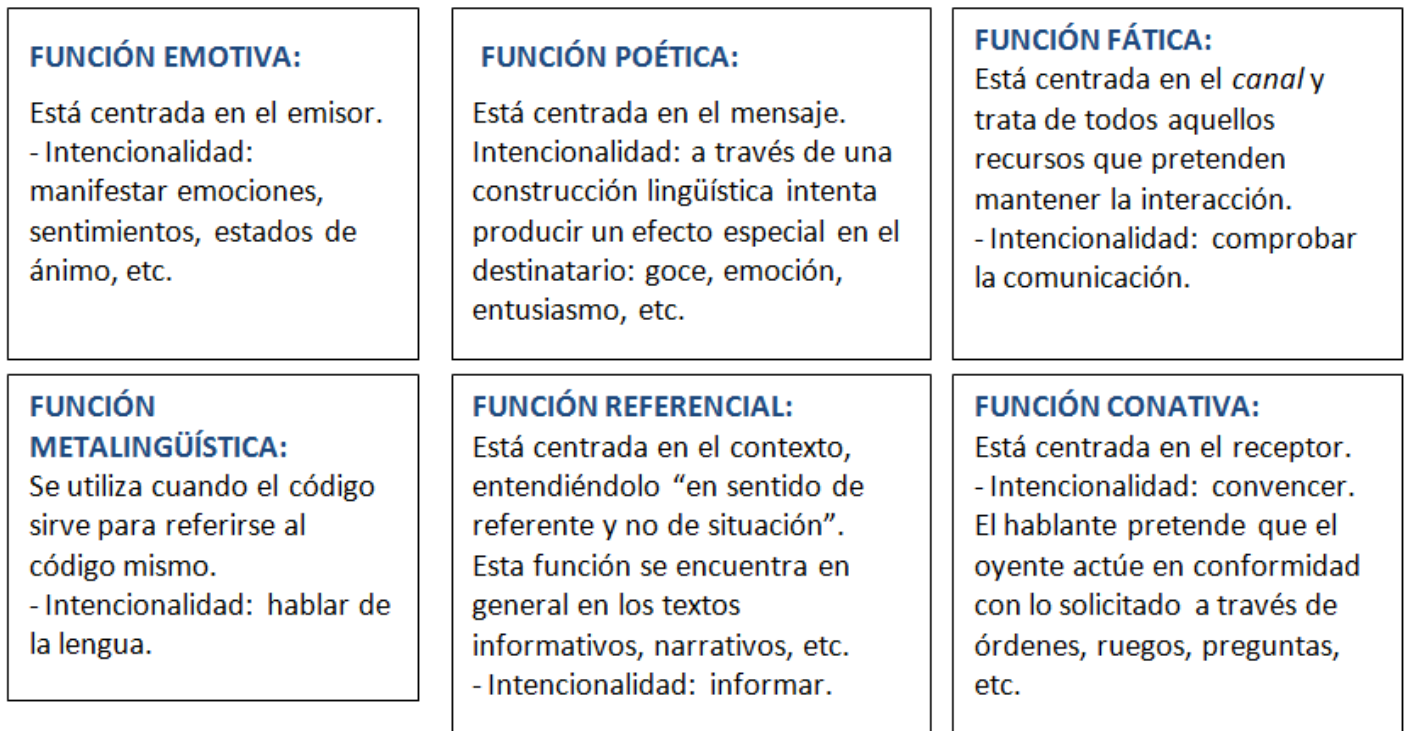 FUNCIÓN EMOTIVA:
Está centrada en el emisor.
- Intencionalidad:
manifestar emociones,
sentimientos, estados de
ánimo, etc.
FUNCIÓN POÉTICA:
Está centrada en el mensaje.
Intencionalidad: a través de una
construcción lingüística intenta
producir un efecto especial en el
destinatario: goce, emoción,
entusiasmo, etc.
FUNCIÓN FÁTICA:
Está centrada en el canal y
trata de todos aquellos
recursos que pretenden
mantener la interacción.
- Intencionalidad: comprobar
la comunicación.
FUNCIÓN
METALINGÜÍSTICA:
Se utiliza cuando el código
sirve para referirse al
código mismo.
- Intencionalidad: hablar de
la lengua.
FUNCIÓN REFERENCIAL:
Está centrada en el contexto,
entendiéndolo “en sentido de
referente y no de situación”.
Esta función se encuentra en
general en los textos
informativos, narrativos, etc.
- Intencionalidad: informar.
FUNCIÓN CONATIVA:
Está centrada en el receptor.
- Intencionalidad: convencer.
El hablante pretende que el
oyente actúe en conformidad
con lo solicitado a través de
órdenes, ruegos, preguntas,
etc.